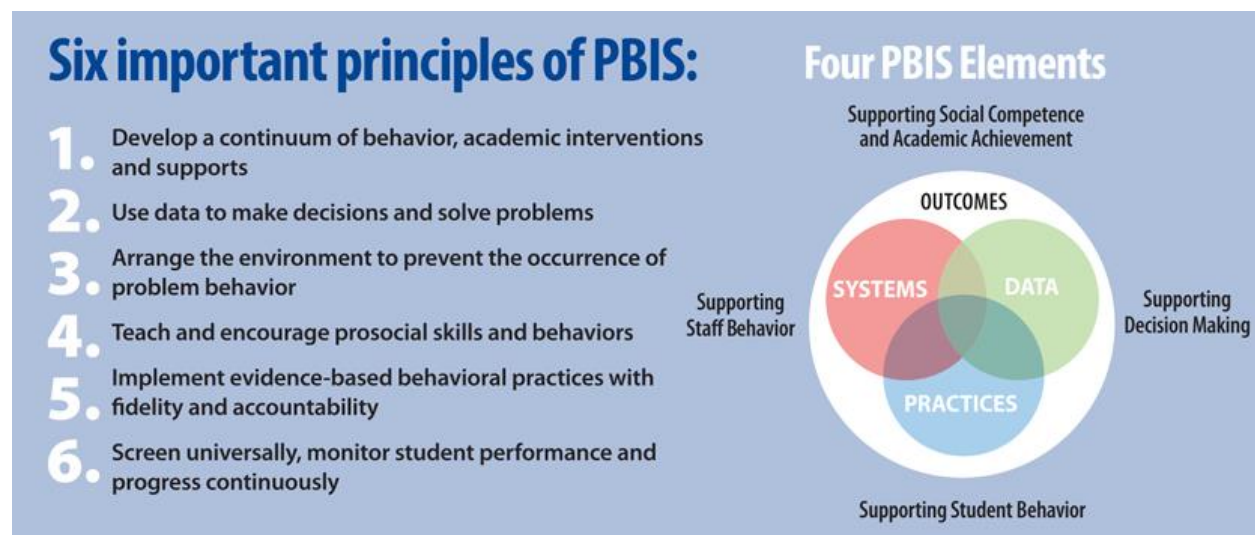 Six important principles of PBIS:
1. Develop a continuum of behavior, academic interventions
and supports
2. Use data to make decisions and solve problems
3. Arrange the environment to prevent the occurrence of
problem behavior
4. Teach and encourage prosocial skills and behaviors
5. Implement evidence-based behavioral practices with
fidelity and accountability
6. Screen universally, monitor student performance and
progress continuously
Four PBIS Elements
Supporting Social Competence
and Academic Achievement
OUTCOMES
SYSTEMS
DATA
Supporting
Staff Behavior
Supporting
Decision Making
PRACTICES
Supporting Student Behavior